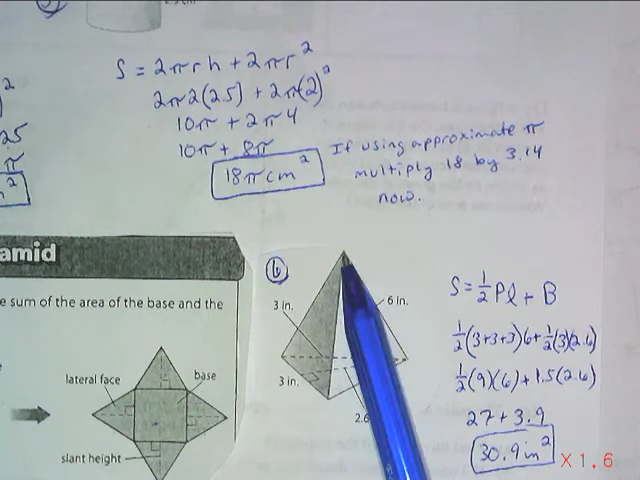 S = 2πrh + 2πr²
2π2(2.5) + 2π(2)²
10π + 2π4
10π + 8π
18πcm²
If using approximate π
multiply 18 by 3.14
now.
25
π
amid
e sum of the area of the base and the
lateral face
base
slant height
6
3 in.
6 in.
3 in.
2.6
S = ½Pl + B
½(3+3+3)6+½(3)(2.6)
½(9)(6)+1.5(2.6)
27 + 3.9
30.9 in²
X1.6